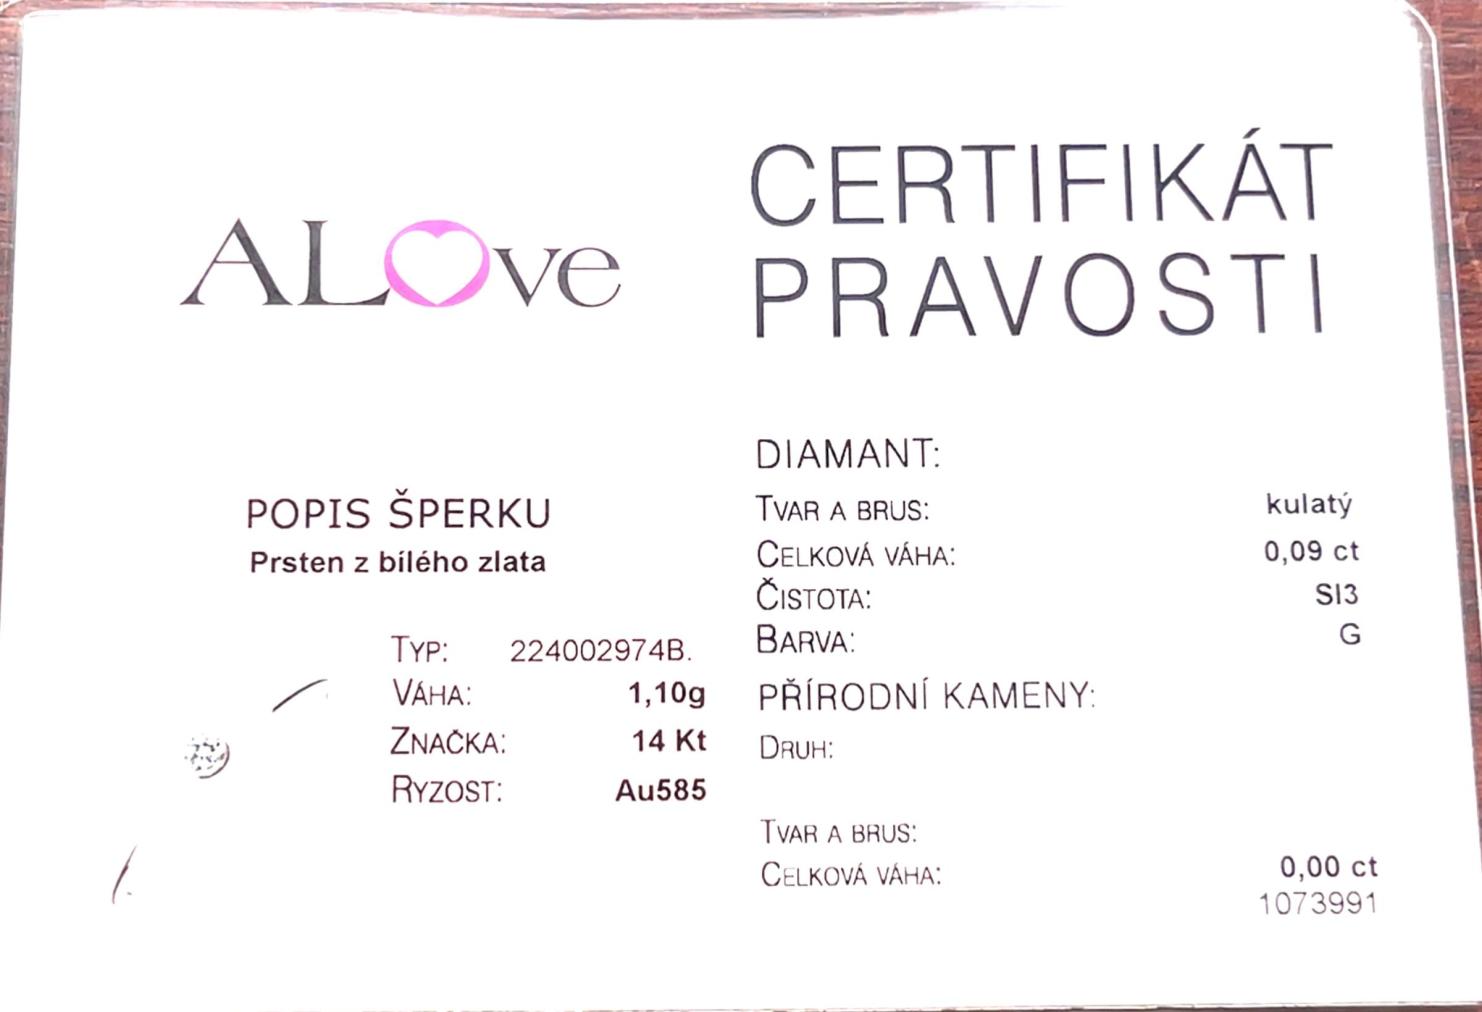 ALOve
CERTIFIKÁT
PRAVOSTI
POPIS ŠPERKU
Prsten z bílého zlata
TYP: 224002974B.
VÁHA: 1,10g
ZNAČKA: 14 Kt
RYZOST: Au585
DIAMANT:
TVAR A BRUS: kulatý
CELKOVÁ VÁHA: 0,09 ct
ČISTOTA: SI3
BARVA: G
PŘÍRODNÍ KAMENY:
DRUH:
TVAR A BRUS:
CELKOVÁ VÁHA: 0,00 ct
1073991